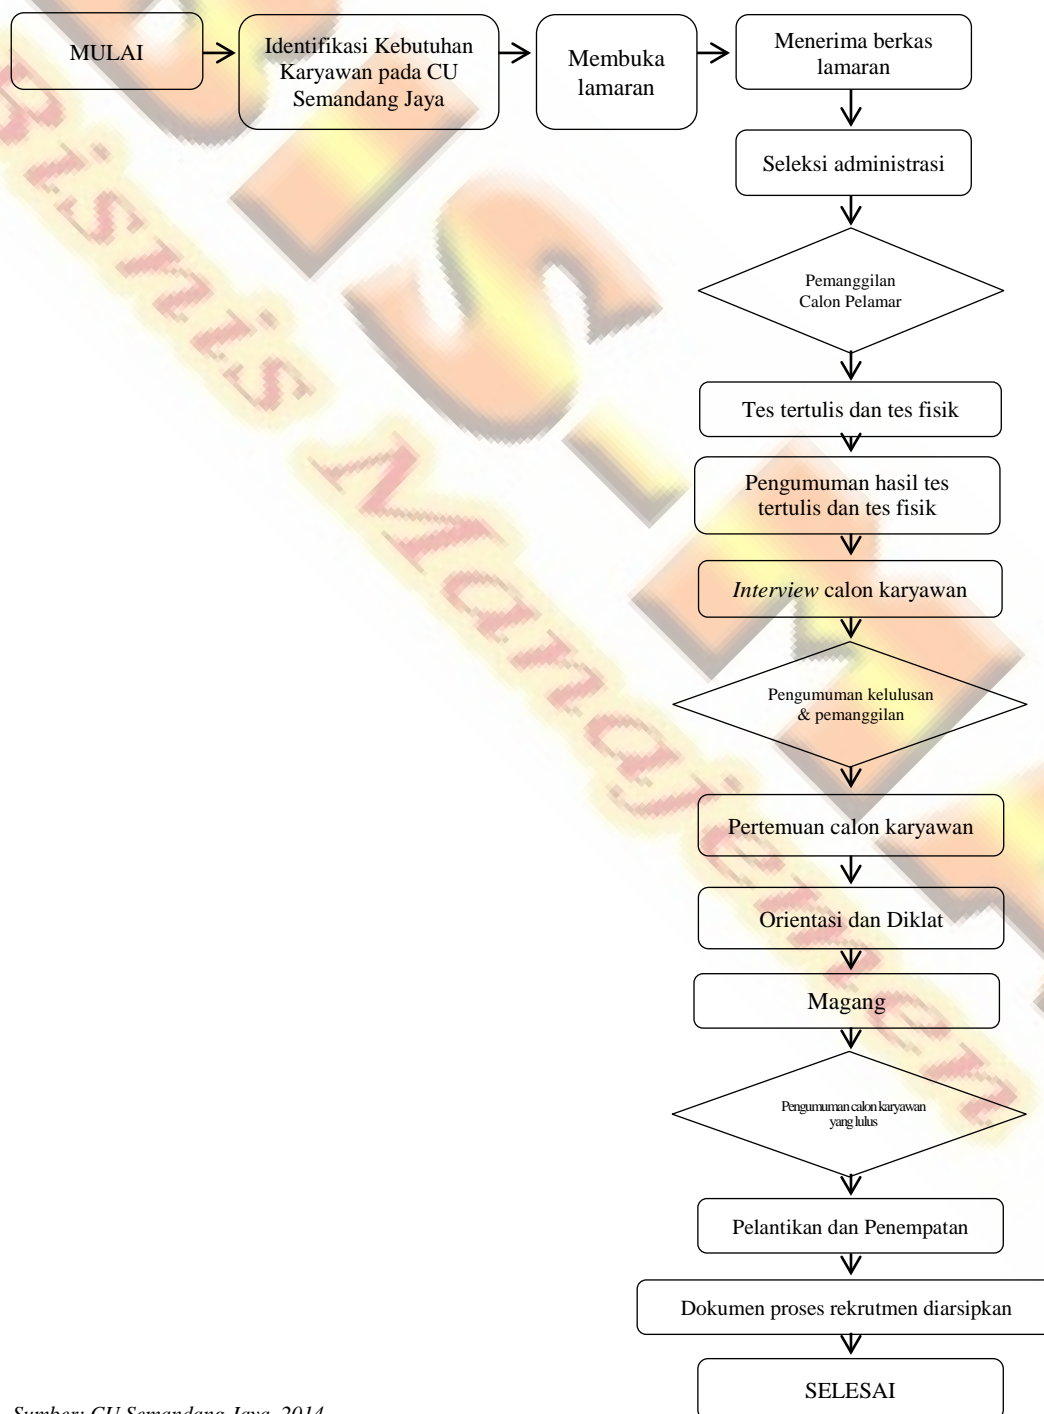 MULAI
Identifikasi Kebutuhan
Karyawan pada CU
Semandang Jaya
Membuka
lamaran
Menerima berkas
lamaran
Seleksi administrasi
Pemanggilan
Calon Pelamar
Tes tertulis dan tes fisik
Pengumuman hasil tes
tertulis dan tes fisik
Interview calon karyawan
Pengumuman kelulusan
& pemanggilan
Pertemuan calon karyawan
Orientasi dan Diklat
Magang
Pengumuman calon karyawan
yang lulus
Pelantikan dan Penempatan
Dokumen proses rekrutmen diarsipkan
SELESAI
Sumber: CU Semandang Jaya, 2014
Bisnis Manajemen